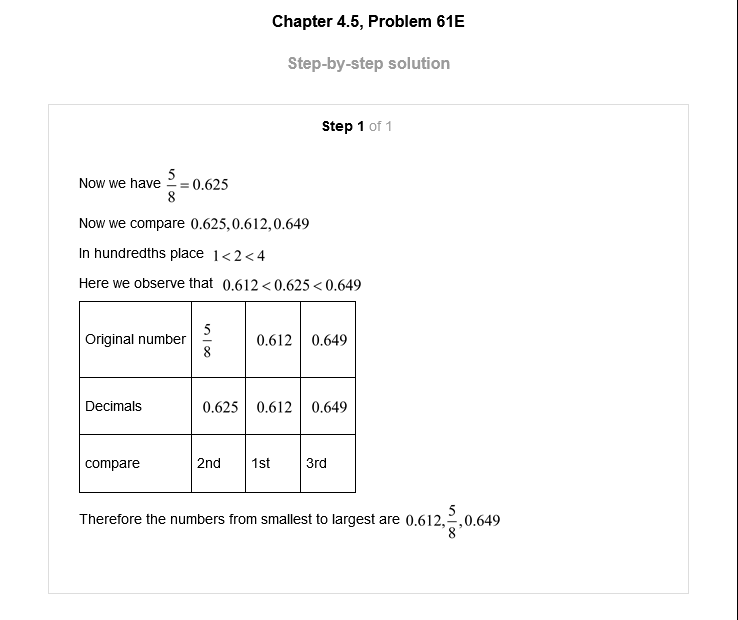 Chapter 4.5, Problem 61E
Step-by-step solution
Step 1 of 1
Now we have 5/8 = 0.625
Now we compare 0.625,0.612,0.649
In hundredths place 1<2<4
Here we observe that 0.612<0.625<0.649
Original number 5/8 0.612 0.649
Decimals 0.625 0.612 0.649
compare 2nd 1st 3rd
Therefore the numbers from smallest to largest are 0.612,5/8,0.649